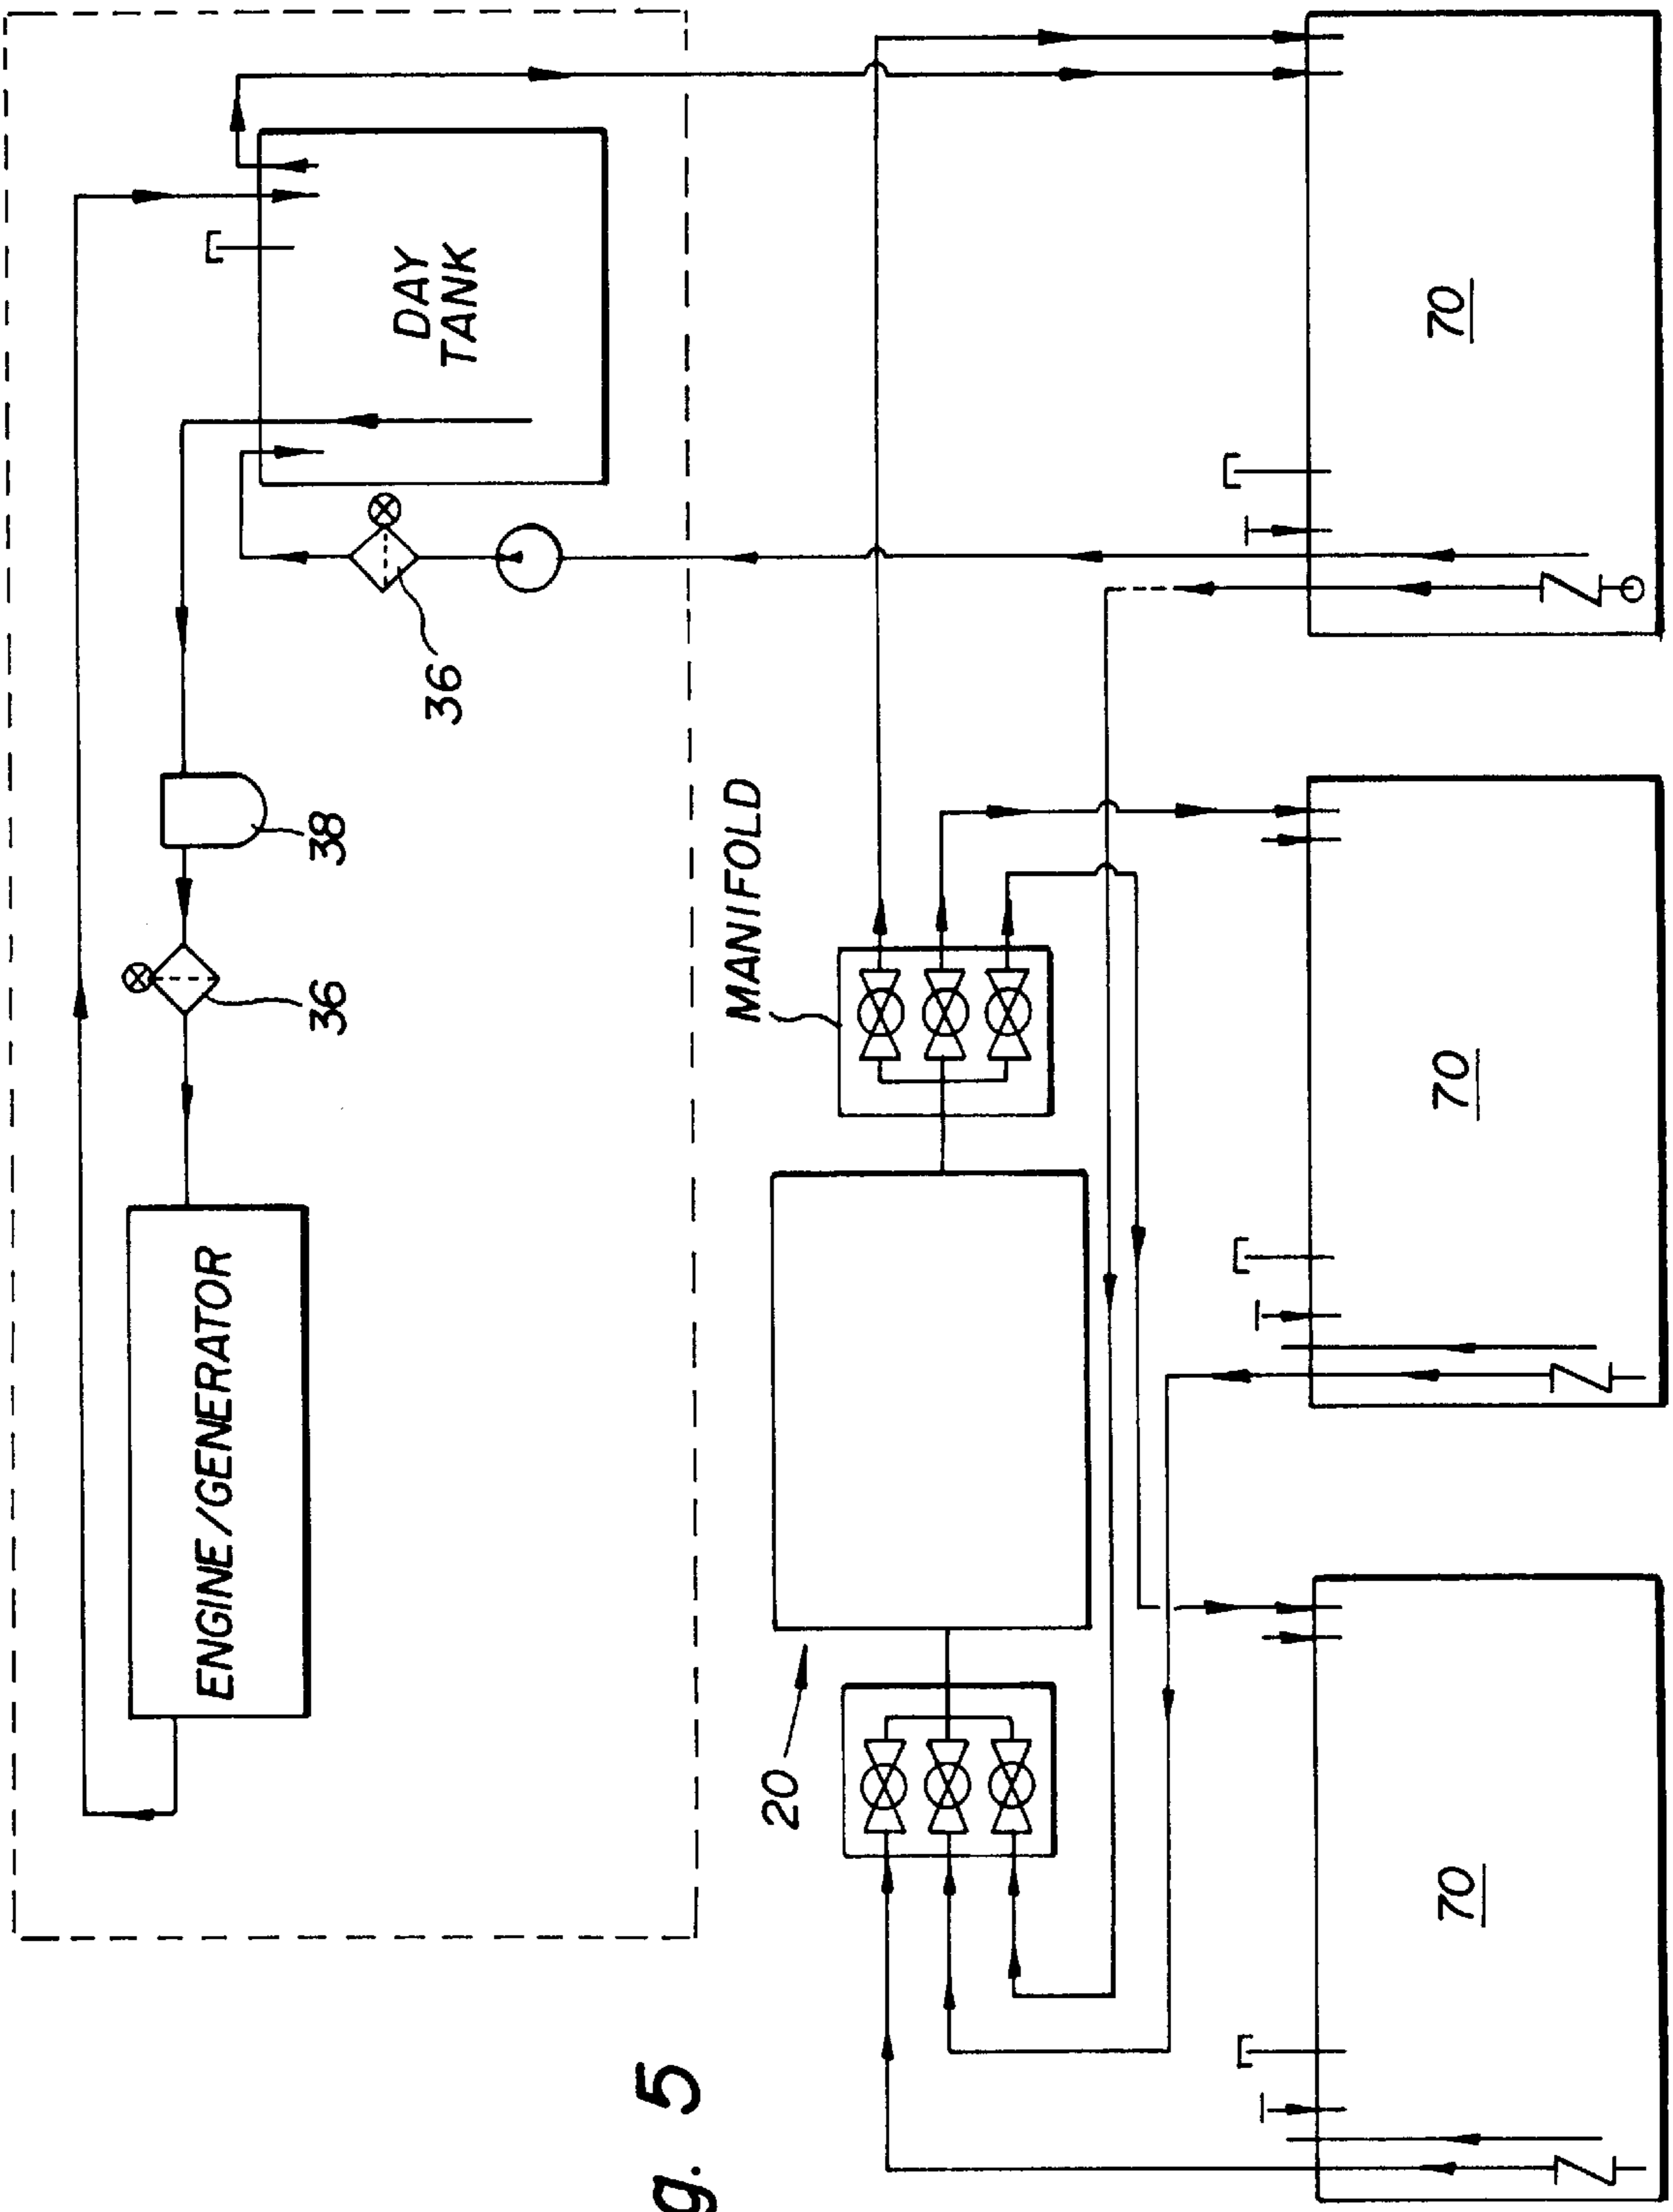 ENGINE/GENERATOR
36
38
36
DAY
TANK
20
MANIFOLD
70
70
70
g. 5